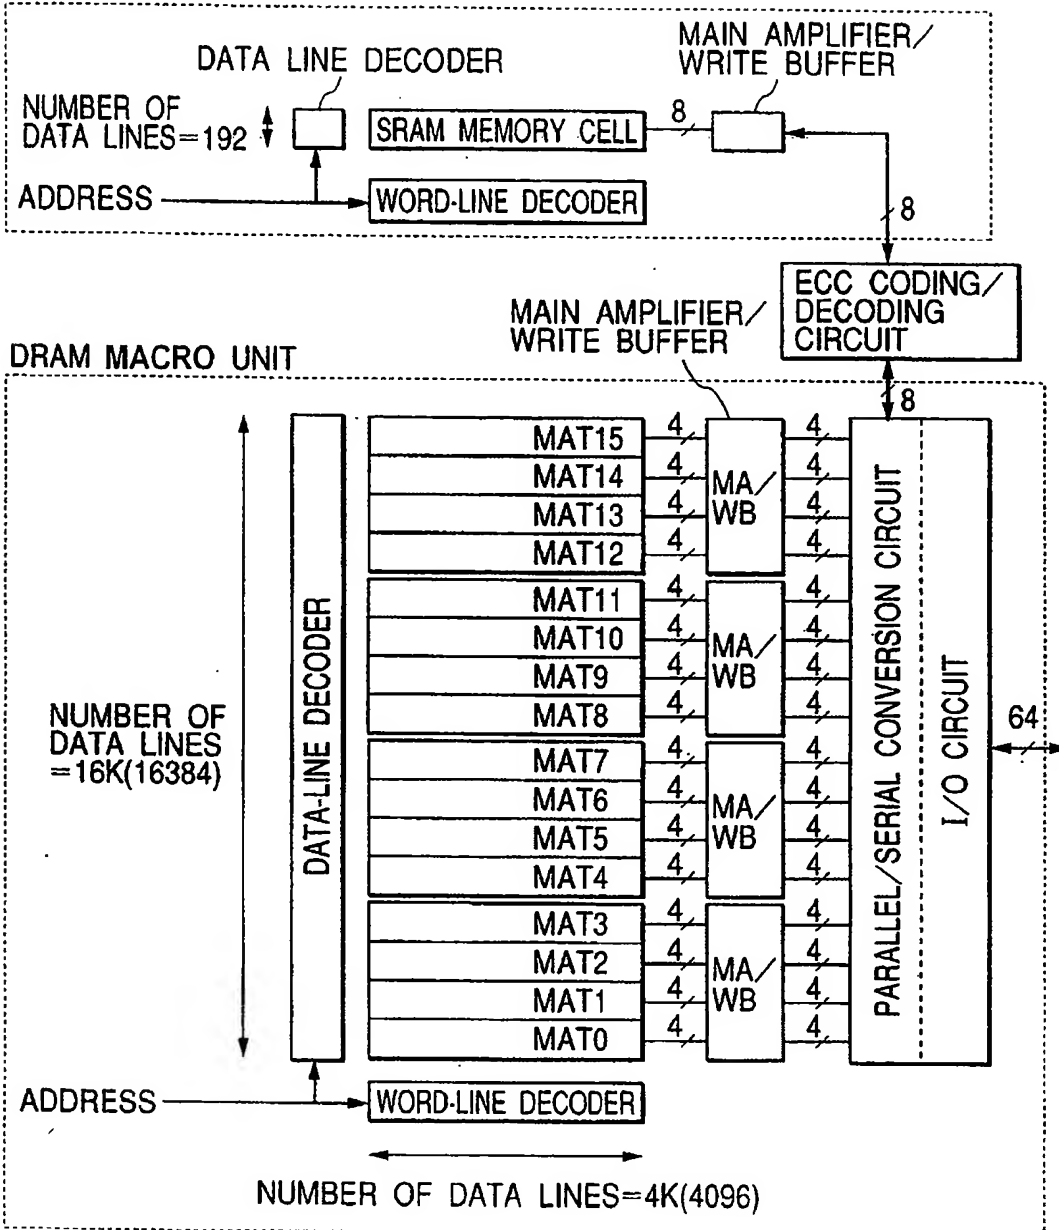 DATA LINE DECODER
MAIN AMPLIFIER/
WRITE BUFFER
NUMBER OF
DATA LINES=192
SRAM MEMORY CELL
8
ADDRESS
WORD-LINE DECODER
8
ECC CODING/
DECODING
CIRCUIT
MAIN AMPLIFIER/
WRITE BUFFER
8
DRAM MACRO UNIT
NUMBER OF
DATA LINES
=16K(16384)
DATA-LINE DECODER
MAT15 4 4
MAT14 4 4
MAT13 4 4
MAT12 4 4
MA/
WB
MAT11 4 4
MAT10 4 4
MAT9 4 4
MAT8 4 4
MA/
WB
MAT7 4 4
MAT6 4 4
MAT5 4 4
MAT4 4 4
MA/
WB
MAT3 4 4
MAT2 4 4
MAT1 4 4
MAT0 4 4
MA/
WB
PARALLEL/SERIAL CONVERSION CIRCUIT
I/O CIRCUIT
64
ADDRESS
WORD-LINE DECODER
NUMBER OF DATA LINES=4K(4096)